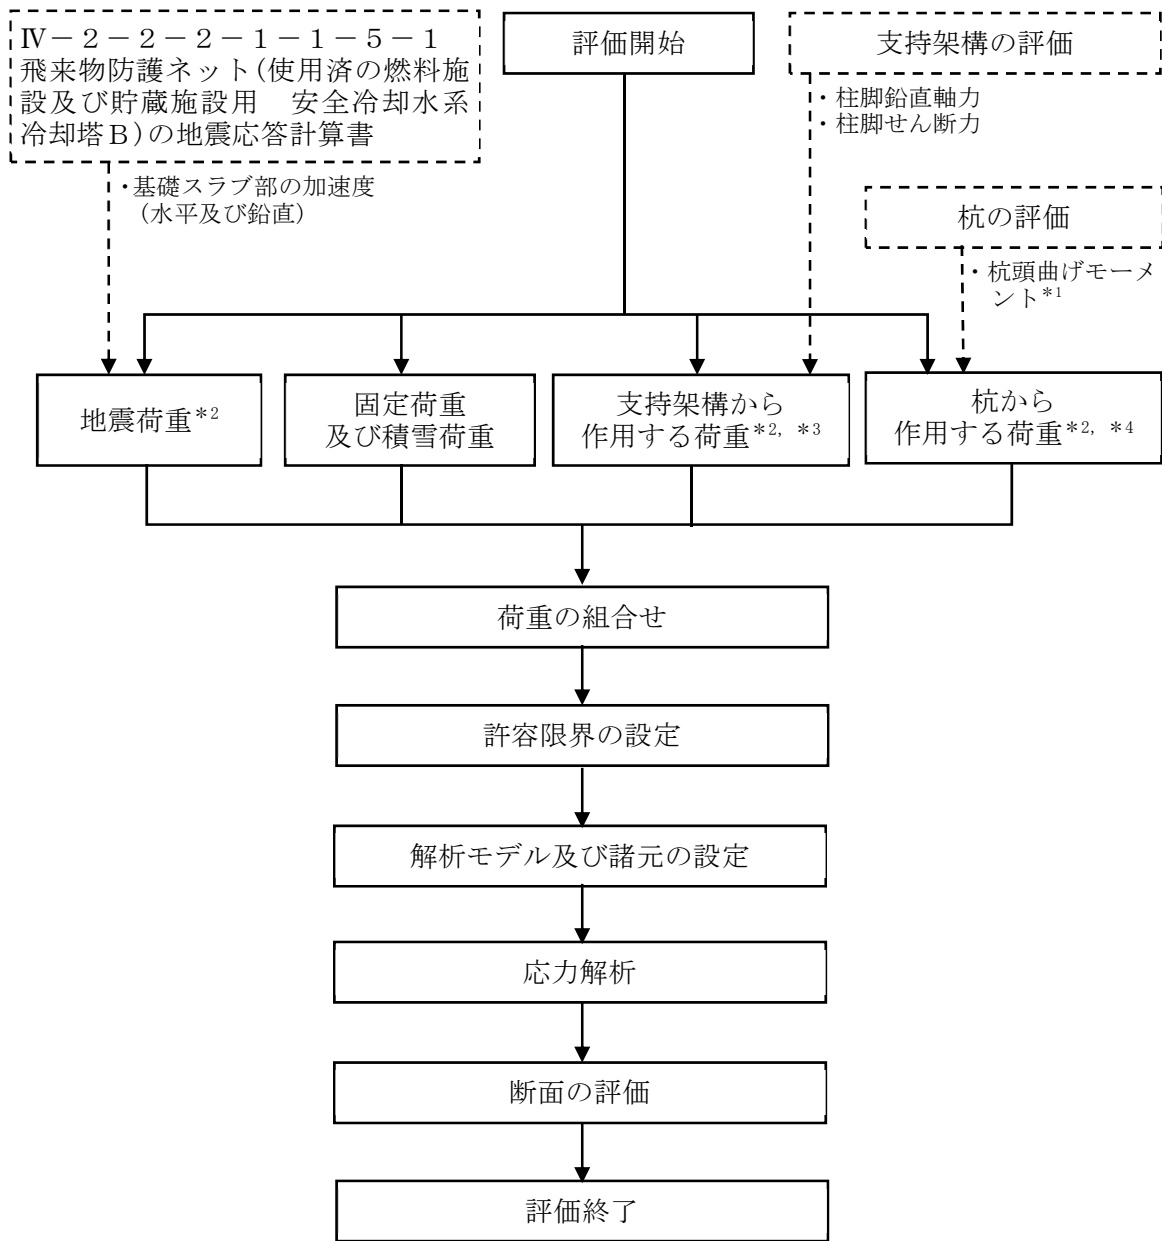 Ⅳ－２－２－２－１－１－５－１
飛来物防護ネット(使用済の燃料施
設及び貯蔵施設用　安全冷却水系
冷却塔Ｂ)の地震応答計算書
評価開始
支持架構の評価
・柱脚鉛直軸力
・柱脚せん断力
・基礎スラブ部の加速度
（水平及び鉛直）
杭の評価
・杭頭曲げモーメ
ント*1
地震荷重*2
固定荷重
及び積雪荷重
支持架構から
作用する荷重*2, *3
杭から
作用する荷重*2, *4
荷重の組合せ
許容限界の設定
解析モデル及び諸元の設定
応力解析
断面の評価
評価終了